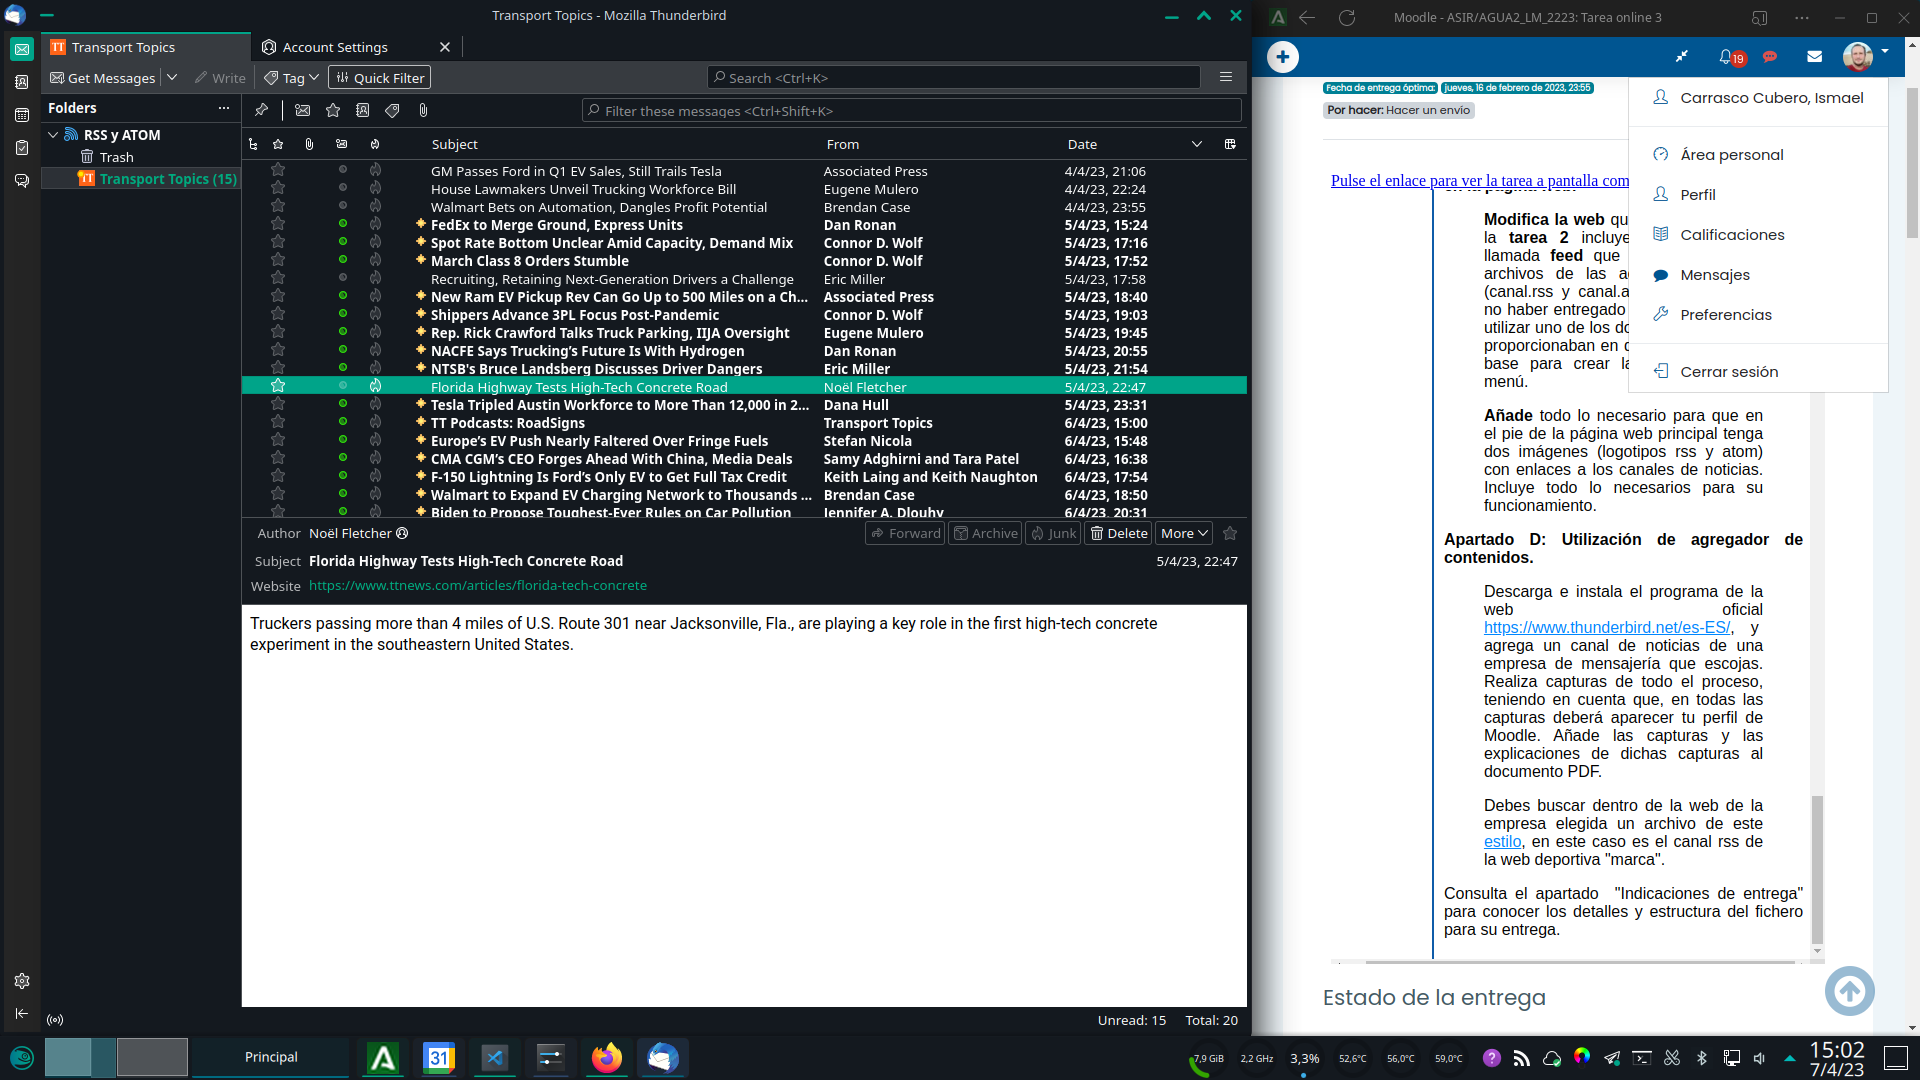 Transport Topics - Mozilla Thunderbird
TT Transport Topics
Account Settings
Get Messages
Write
Tag
Quick Filter
Search <Ctrl+K>
Folders
RSS y ATOM
Trash
TT Transport Topics (15)
Filter these messages <Ctrl+Shift+K>
Subject From Date
GM Passes Ford in Q1 EV Sales, Still Trails Tesla Associated Press 4/4/23, 21:06
House Lawmakers Unveil Trucking Workforce Bill Eugene Mulero 4/4/23, 22:24
Walmart Bets on Automation, Dangles Profit Potential Brendan Case 4/4/23, 23:55
FedEx to Merge Ground, Express Units Dan Ronan 5/4/23, 15:24
Spot Rate Bottom Unclear Amid Capacity, Demand Mix Connor D. Wolf 5/4/23, 17:16
March Class 8 Orders Stumble Connor D. Wolf 5/4/23, 17:52
Recruiting, Retaining Next-Generation Drivers a Challenge Eric Miller 5/4/23, 17:58
New Ram EV Pickup Rev Can Go Up to 500 Miles on a Ch... Associated Press 5/4/23, 18:40
Shippers Advance 3PL Focus Post-Pandemic Connor D. Wolf 5/4/23, 19:03
Rep. Rick Crawford Talks Truck Parking, IIJA Oversight Eugene Mulero 5/4/23, 19:45
NACFE Says Trucking’s Future Is With Hydrogen Dan Ronan 5/4/23, 20:55
NTSB's Bruce Landsberg Discusses Driver Dangers Eric Miller 5/4/23, 21:54
Florida Highway Tests High-Tech Concrete Road Noël Fletcher 5/4/23, 22:47
Tesla Tripled Austin Workforce to More Than 12,000 in 2... Dana Hull 5/4/23, 23:31
TT Podcasts: RoadSigns Transport Topics 6/4/23, 15:00
Europe’s EV Push Nearly Faltered Over Fringe Fuels Stefan Nicola 6/4/23, 15:48
CMA CGM’s CEO Forges Ahead With China, Media Deals Samy Adghirni and Tara Patel 6/4/23, 16:38
F-150 Lightning Is Ford’s Only EV to Get Full Tax Credit Keith Laing and Keith Naughton 6/4/23, 17:54
Walmart to Expand EV Charging Network to Thousands ... Brendan Case 6/4/23, 18:50
Biden to Propose Toughest-Ever Rules on Car Pollution Jennifer A. Dlouhy 6/4/23, 20:31
Author Noël Fletcher
Forward Archive Junk Delete More
Subject Florida Highway Tests High-Tech Concrete Road 5/4/23, 22:47
Website https://www.ttnews.com/articles/florida-tech-concrete
Truckers passing more than 4 miles of U.S. Route 301 near Jacksonville, Fla., are playing a key role in the first high-tech concrete
experiment in the southeastern United States.
Unread: 15 Total: 20
Moodle - ASIR/AGUA2_LM_2223: Tarea online 3
19
Fecha de entrega óptima: jueves, 16 de febrero de 2023, 23:55
Por hacer: Hacer un envío
Pulse el enlace para ver la tarea a pantalla com
Carrasco Cubero, Ismael
Área personal
Perfil
Calificaciones
Mensajes
Preferencias
Cerrar sesión
Modifica la web qu
la tarea 2 incluye
llamada feed que
archivos de las a
(canal.rss y canal.a
no haber entregado
utilizar uno de los do
proporcionaban en
base para crear la
menú.
Añade todo lo necesario para que en
el pie de la página web principal tenga
dos imágenes (logotipos rss y atom)
con enlaces a los canales de noticias.
Incluye todo lo necesarios para su
funcionamiento.
Apartado D: Utilización de agregador de
contenidos.
Descarga e instala el programa de la
web oficial
https://www.thunderbird.net/es-ES/, y
agrega un canal de noticias de una
empresa de mensajería que escojas.
Realiza capturas de todo el proceso,
teniendo en cuenta que, en todas las
capturas deberá aparecer tu perfil de
Moodle. Añade las capturas y las
explicaciones de dichas capturas al
documento PDF.
Debes buscar dentro de la web de la
empresa elegida un archivo de este
estilo, en este caso es el canal rss de
la web deportiva "marca".
Consulta el apartado "Indicaciones de entrega"
para conocer los detalles y estructura del fichero
para su entrega.
Estado de la entrega
Principal
31
7,9 GiB
2,2 GHz
3,3%
52,6°C
56,0°C
59,0°C
15:02
7/4/23